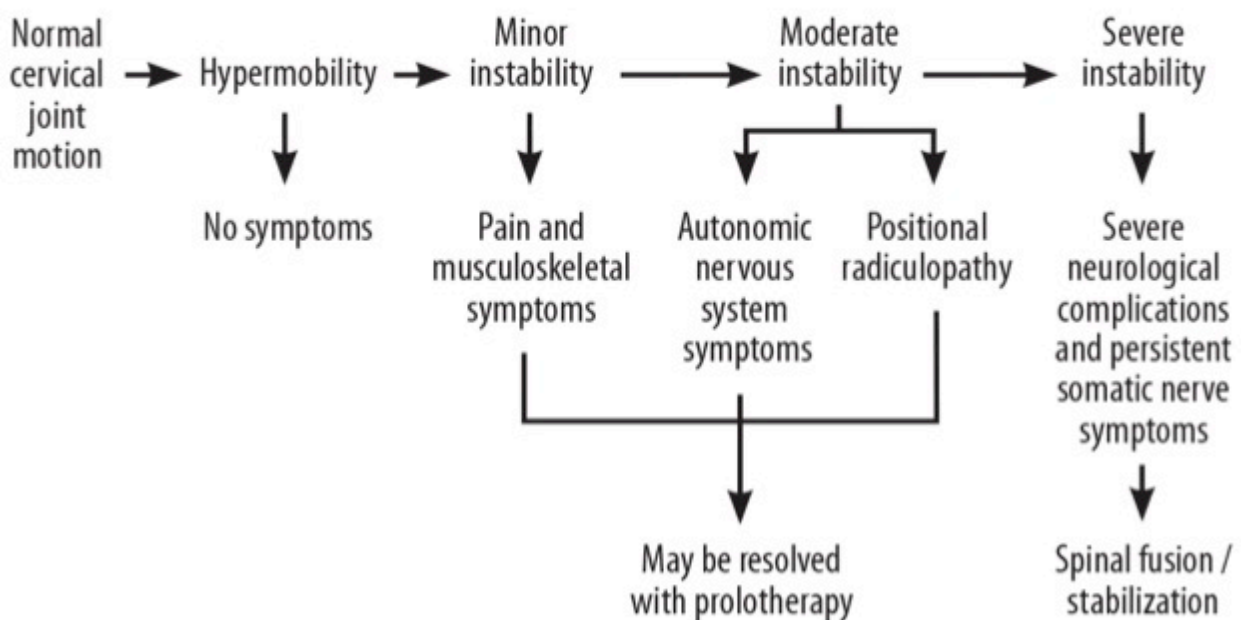 Normal
cervical
joint
motion
Hypermobility
Minor
instability
Moderate
instability
Severe
instability
No symptoms
Pain and
musculoskeletal
symptoms
Autonomic
nervous
system
symptoms
Positional
radiculopathy
Severe
neurological
complications
and persistent
somatic nerve
symptoms
May be resolved
with prolotherapy
Spinal fusion /
stabilization